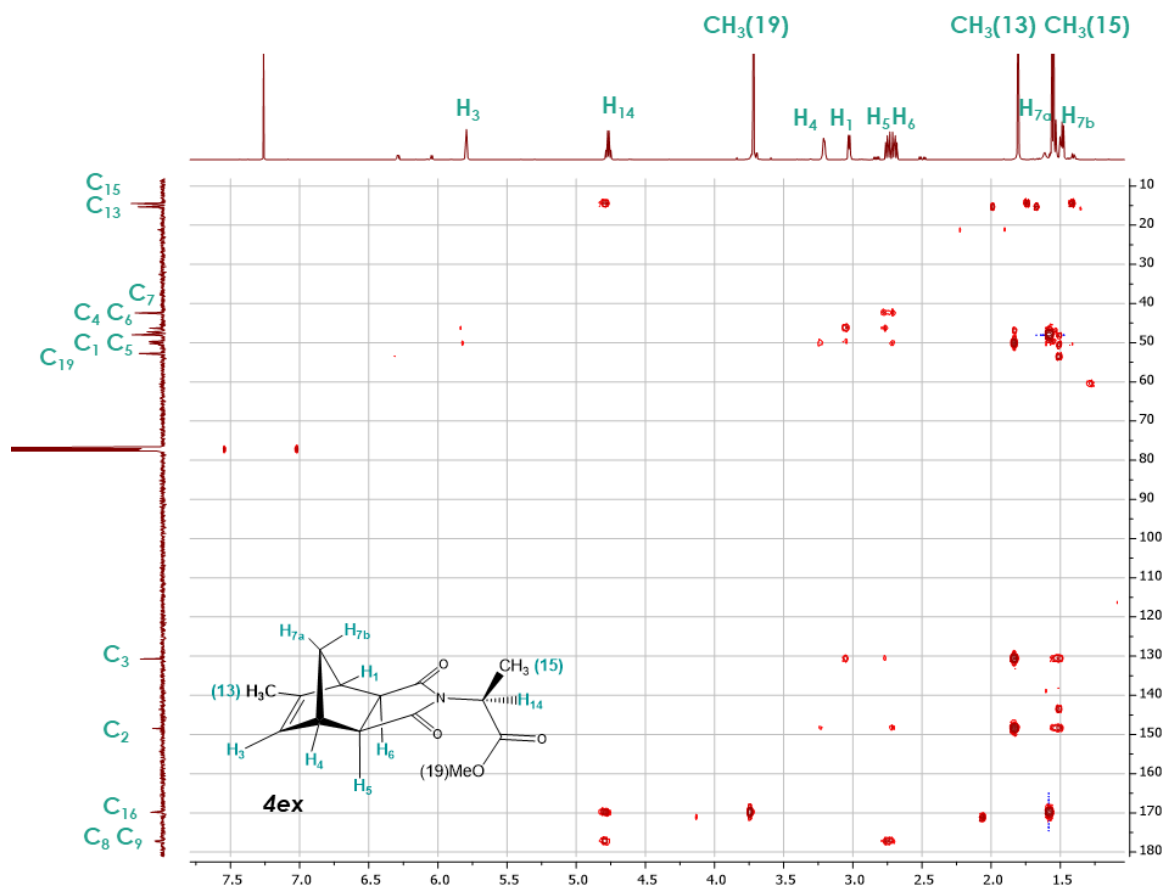 CH₃(19) CH₃(13) CH₃(15)
H₃ H₁₄ H₄ H₁ H₅ H₆ H₇ₐ H₇b
C₁₅
C₁₃
C₇
C₄ C₆
C₁ C₅
C₁₉
C₃
C₂
C₁₆
C₈ C₉
10
20
30
40
50
60
70
80
90
100
110
120
130
140
150
160
170
180
H₇ₐ H₇b
O CH₃ (15)
(13) H₃C H₁
N H₁₄
O O
H₃ H₄ H₆ (19)MeO
H₅
4ex
7.5 7.0 6.5 6.0 5.5 5.0 4.5 4.0 3.5 3.0 2.5 2.0 1.5